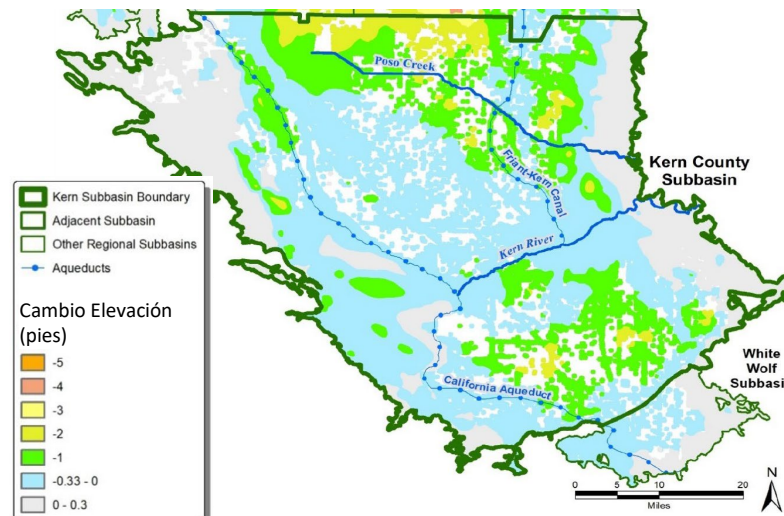 Poso Creek
Friant-Kern Canal
Kern County
Subbasin
Kern River
Kern Subbasin Boundary
Adjacent Subbasin
Other Regional Subbasins
Aqueducts
Cambio Elevación
(pies)
-5
-4
-3
-2
-1
-0.33 - 0
0 - 0.3
California Aqueduct
White
Wolf
Subbasi
N
0 5 10 20
Miles